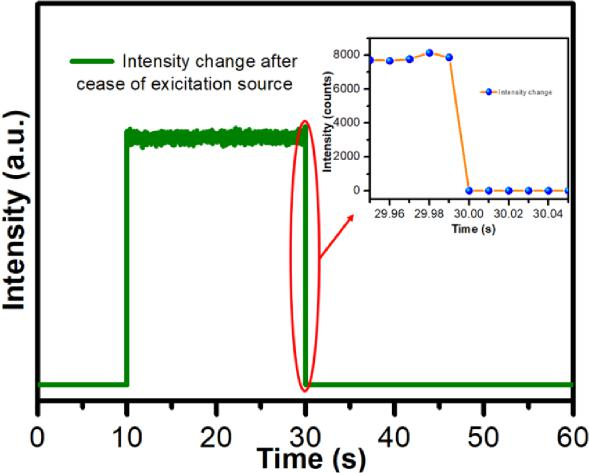 Intensity change after
cease of exicitation source
Intensity (a.u.)
0 10 20 30 40 50 60
Time (s)
Intensity (counts)
8000
6000
4000
2000
0
Intensity change
29.96 29.98 30.00 30.02 30.04
Time (s)